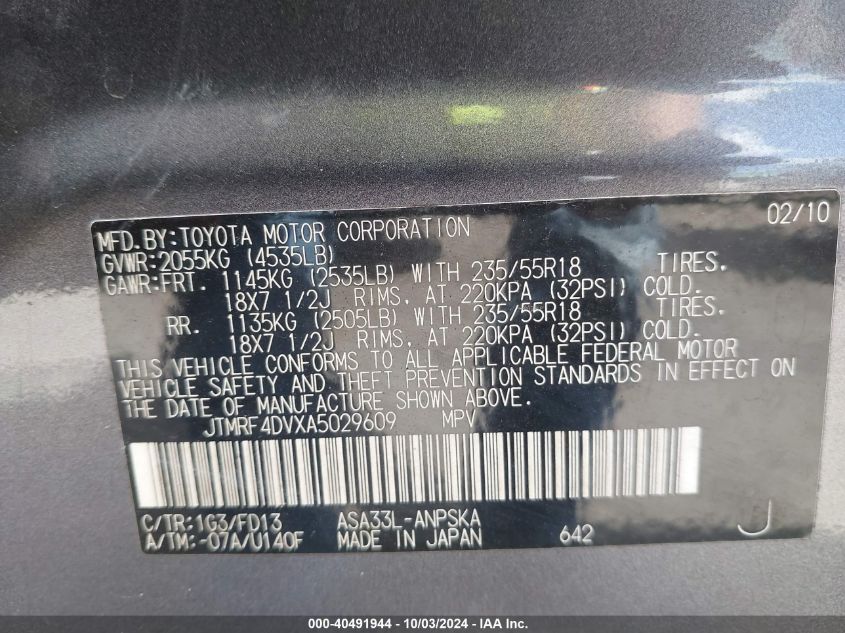 02/10
MFD.BY:TOYOTA MOTOR CORPORATION
GVWR:2055KG (4535LB)
GAWR:FRT. 1145KG (2535LB) WITH 235/55R18 TIRES.
18X7 1/2J RIMS. AT 220KPA (32PSI) COLD.
RR. 1135KG (2505LB) WITH 235/55R18 TIRES.
18X7 1/2J RIMS. AT 220KPA (32PSI) COLD.
THIS VEHICLE CONFORMS TO ALL APPLICABLE FEDERAL MOTOR
VEHICLE SAFETY AND THEFT PREVENTION STANDARDS IN EFFECT ON
THE DATE OF MANUFACTURE SHOWN ABOVE.
JTMRF4DVXA5029609 MPV
C/TR:1G3/FD13 ASA33L-ANPSKA
A/TM:-07A/U140F MADE IN JAPAN 642 J
000-40491944 - 10/03/2024 - IAA Inc.